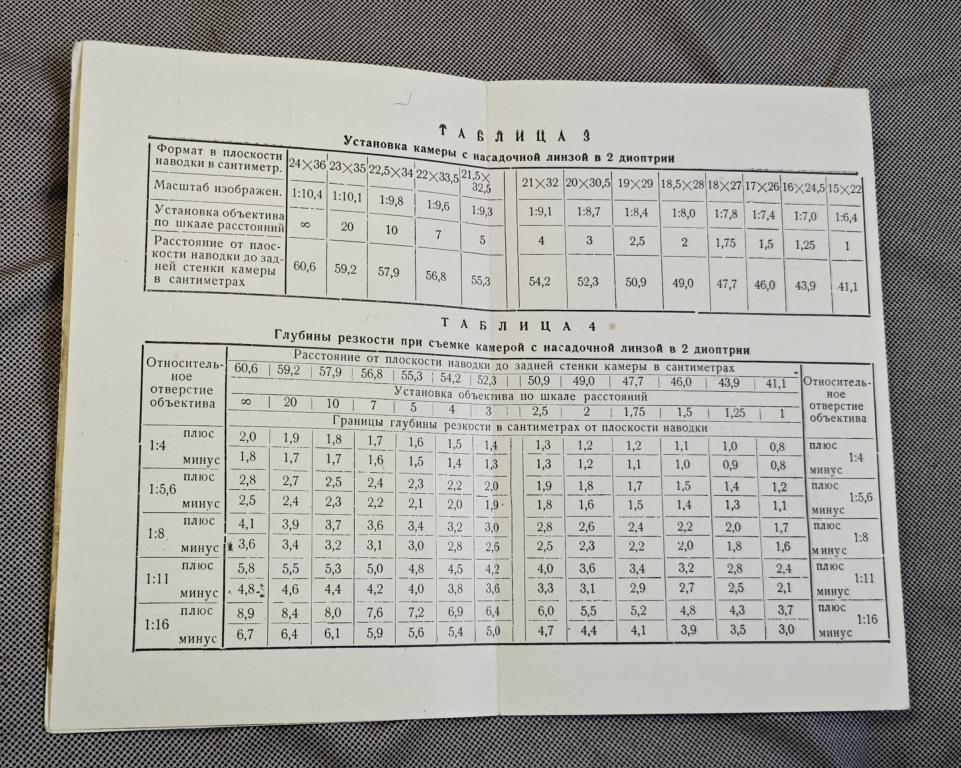 ТАБЛИЦА 3
Установка камеры с насадочной линзой в 2 диоптрии
Формат в плоскости наводки в сантиметр. 24×36 23×35 22,5×34 22×33,5 21,5×32,5 21×32 20×30,5 19×29 18,5×28 18×27 17×26 16×24,5 15×22
Масштаб изображен. 1:10,4 1:10,1 1:9,8 1:9,6 1:9,3 1:9,1 1:8,7 1:8,4 1:8,0 1:7,8 1:7,4 1:7,0 1:6,4
Установка объектива по шкале расстояний ∞ 20 10 7 5 4 3 2,5 2 1,75 1,5 1,25 1
Расстояние от плоскости наводки до задней стенки камеры в сантиметрах 60,6 59,2 57,9 56,8 55,3 54,2 52,3 50,9 49,0 47,7 46,0 43,9 41,1
ТАБЛИЦА 4
Глубины резкости при съемке камерой с насадочной линзой в 2 диоптрии
Относительное отверстие объектива
Расстояние от плоскости наводки до задней стенки камеры в сантиметрах
60,6 59,2 57,9 56,8 55,3 54,2 52,3 50,9 49,0 47,7 46,0 43,9 41,1
Установка объектива по шкале расстояний
∞ 20 10 7 5 4 3 2,5 2 1,75 1,5 1,25 1
Границы глубины резкости в сантиметрах от плоскости наводки
Относительное отверстие объектива
1:4 плюс 2,0 1,9 1,8 1,7 1,6 1,5 1,4 1,3 1,2 1,2 1,1 1,0 0,8 плюс 1:4
минус 1,8 1,7 1,7 1,6 1,5 1,4 1,3 1,3 1,2 1,1 1,0 0,9 0,8 минус
1:5,6 плюс 2,8 2,7 2,5 2,4 2,3 2,2 2,0 1,9 1,8 1,7 1,5 1,4 1,2 плюс 1:5,6
минус 2,5 2,4 2,3 2,2 2,1 2,0 1,9 1,8 1,6 1,5 1,4 1,3 1,1 минус
1:8 плюс 4,1 3,9 3,7 3,6 3,4 3,2 3,0 2,8 2,6 2,4 2,2 2,0 1,7 плюс 1:8
минус 3,6 3,4 3,2 3,1 3,0 2,8 2,6 2,5 2,3 2,2 2,0 1,8 1,6 минус
1:11 плюс 5,8 5,5 5,3 5,0 4,8 4,5 4,2 4,0 3,6 3,4 3,2 2,8 2,4 плюс 1:11
минус 4,8 4,6 4,4 4,2 4,0 3,8 3,6 3,3 3,1 2,9 2,7 2,5 2,1 минус
1:16 плюс 8,9 8,4 8,0 7,6 7,2 6,9 6,4 6,0 5,5 5,2 4,8 4,3 3,7 плюс 1:16
минус 6,7 6,4 6,1 5,9 5,6 5,4 5,0 4,7 4,4 4,1 3,9 3,5 3,0 минус